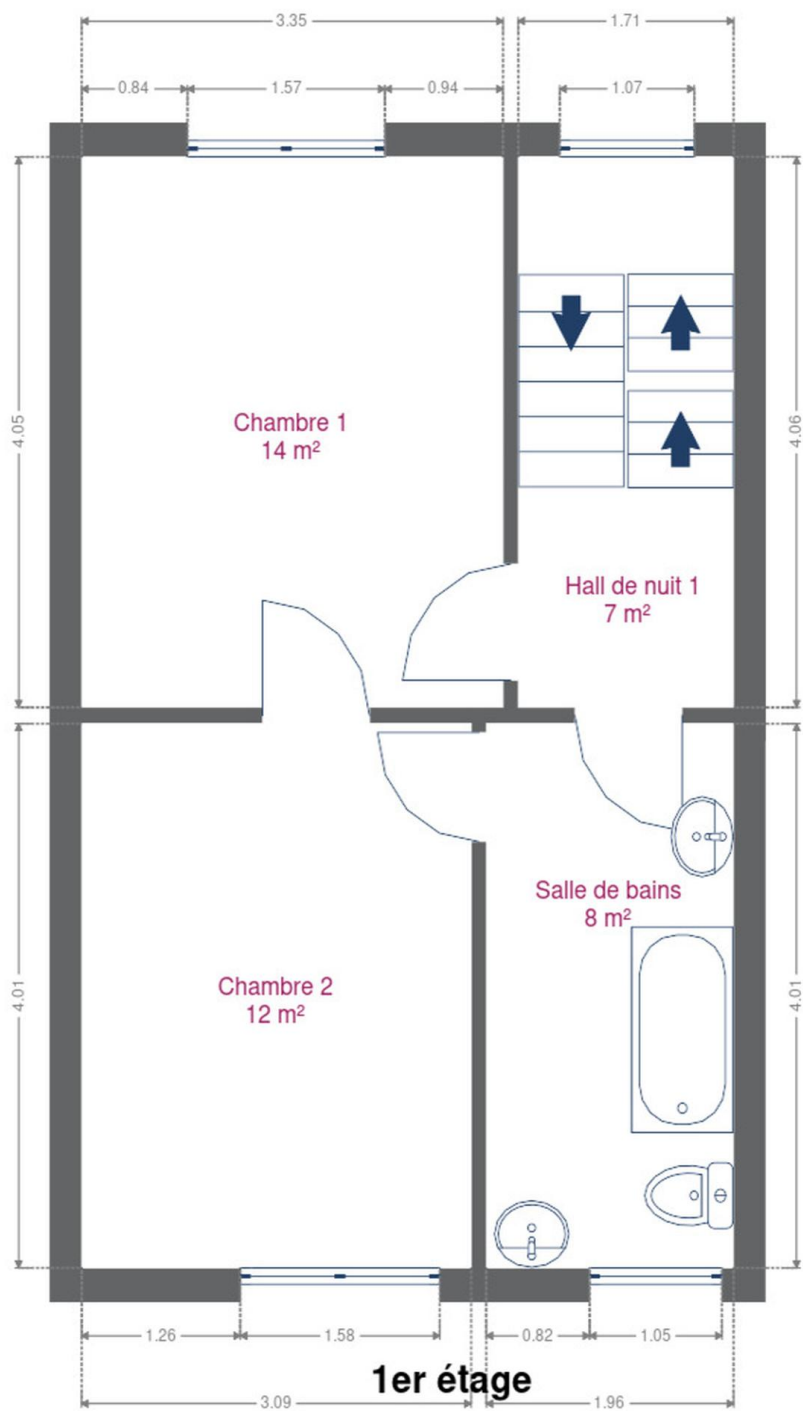 3.35
1.71
0.84
1.57
0.94
1.07
4.05
4.06
Chambre 1
14 m²
Hall de nuit 1
7 m²
4.01
4.01
Salle de bains
8 m²
Chambre 2
12 m²
1.26
1.58
0.82
1.05
1er étage
3.09
1.96